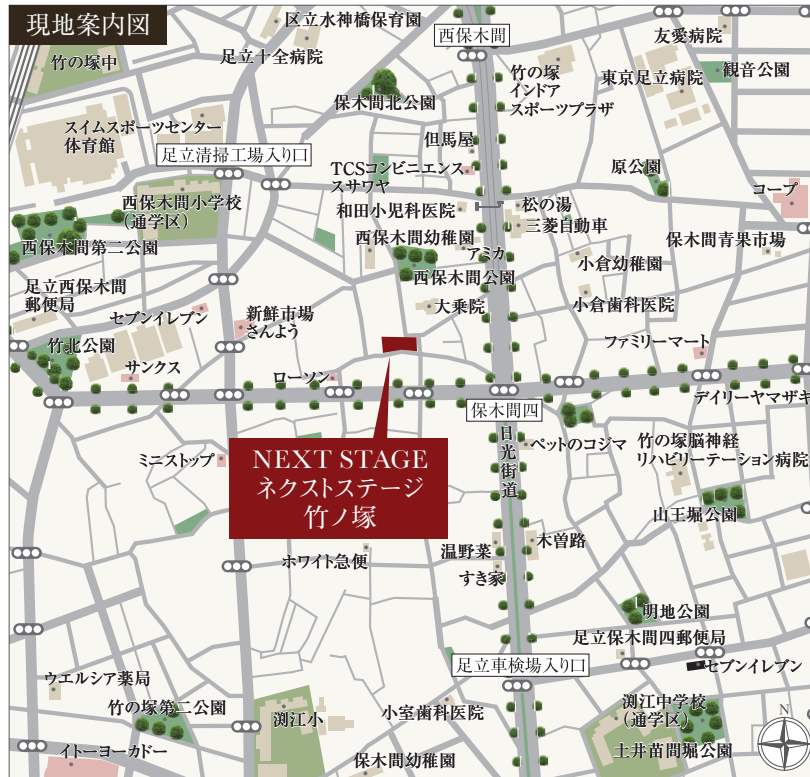 現地案内図
区立水神橋保育園
西保木間
友愛病院
竹の塚中
足立十全病院
竹の塚
インドア
スポーツプラザ
東京足立病院
観音公園
保木間北公園
スイムスポーツセンター
体育館
足立清掃工場入り口
但馬屋
TCSコンビニエンス
スサワヤ
原公園
コープ
西保木間小学校
(通学区)
和田小児科医院
松の湯
三菱自動車
西保木間第二公園
西保木間幼稚園
アミカ
保木間青果市場
西保木間公園
小倉幼稚園
足立西保木間
郵便局
セブンイレブン
新鮮市場
さんよう
大乗院
小倉歯科医院
竹北公園
サンクス
ローソン
ファミリーマート
デイリーヤマザキ
保木間四
日光街道
ペットのコジマ
竹の塚脳神経
リハビリテーション病院
ミニストップ
NEXT STAGE
ネクストステージ
竹ノ塚
山王堀公園
ホワイト急便
温野菜
木曽路
すき家
明地公園
足立保木間四郵便局
足立車検場入り口
セブンイレブン
ウエルシア薬局
竹の塚第二公園
渕江小
小室歯科医院
渕江中学校
(通学区)
N
イトーヨーカドー
保木間幼稚園
土井苗間堀公園